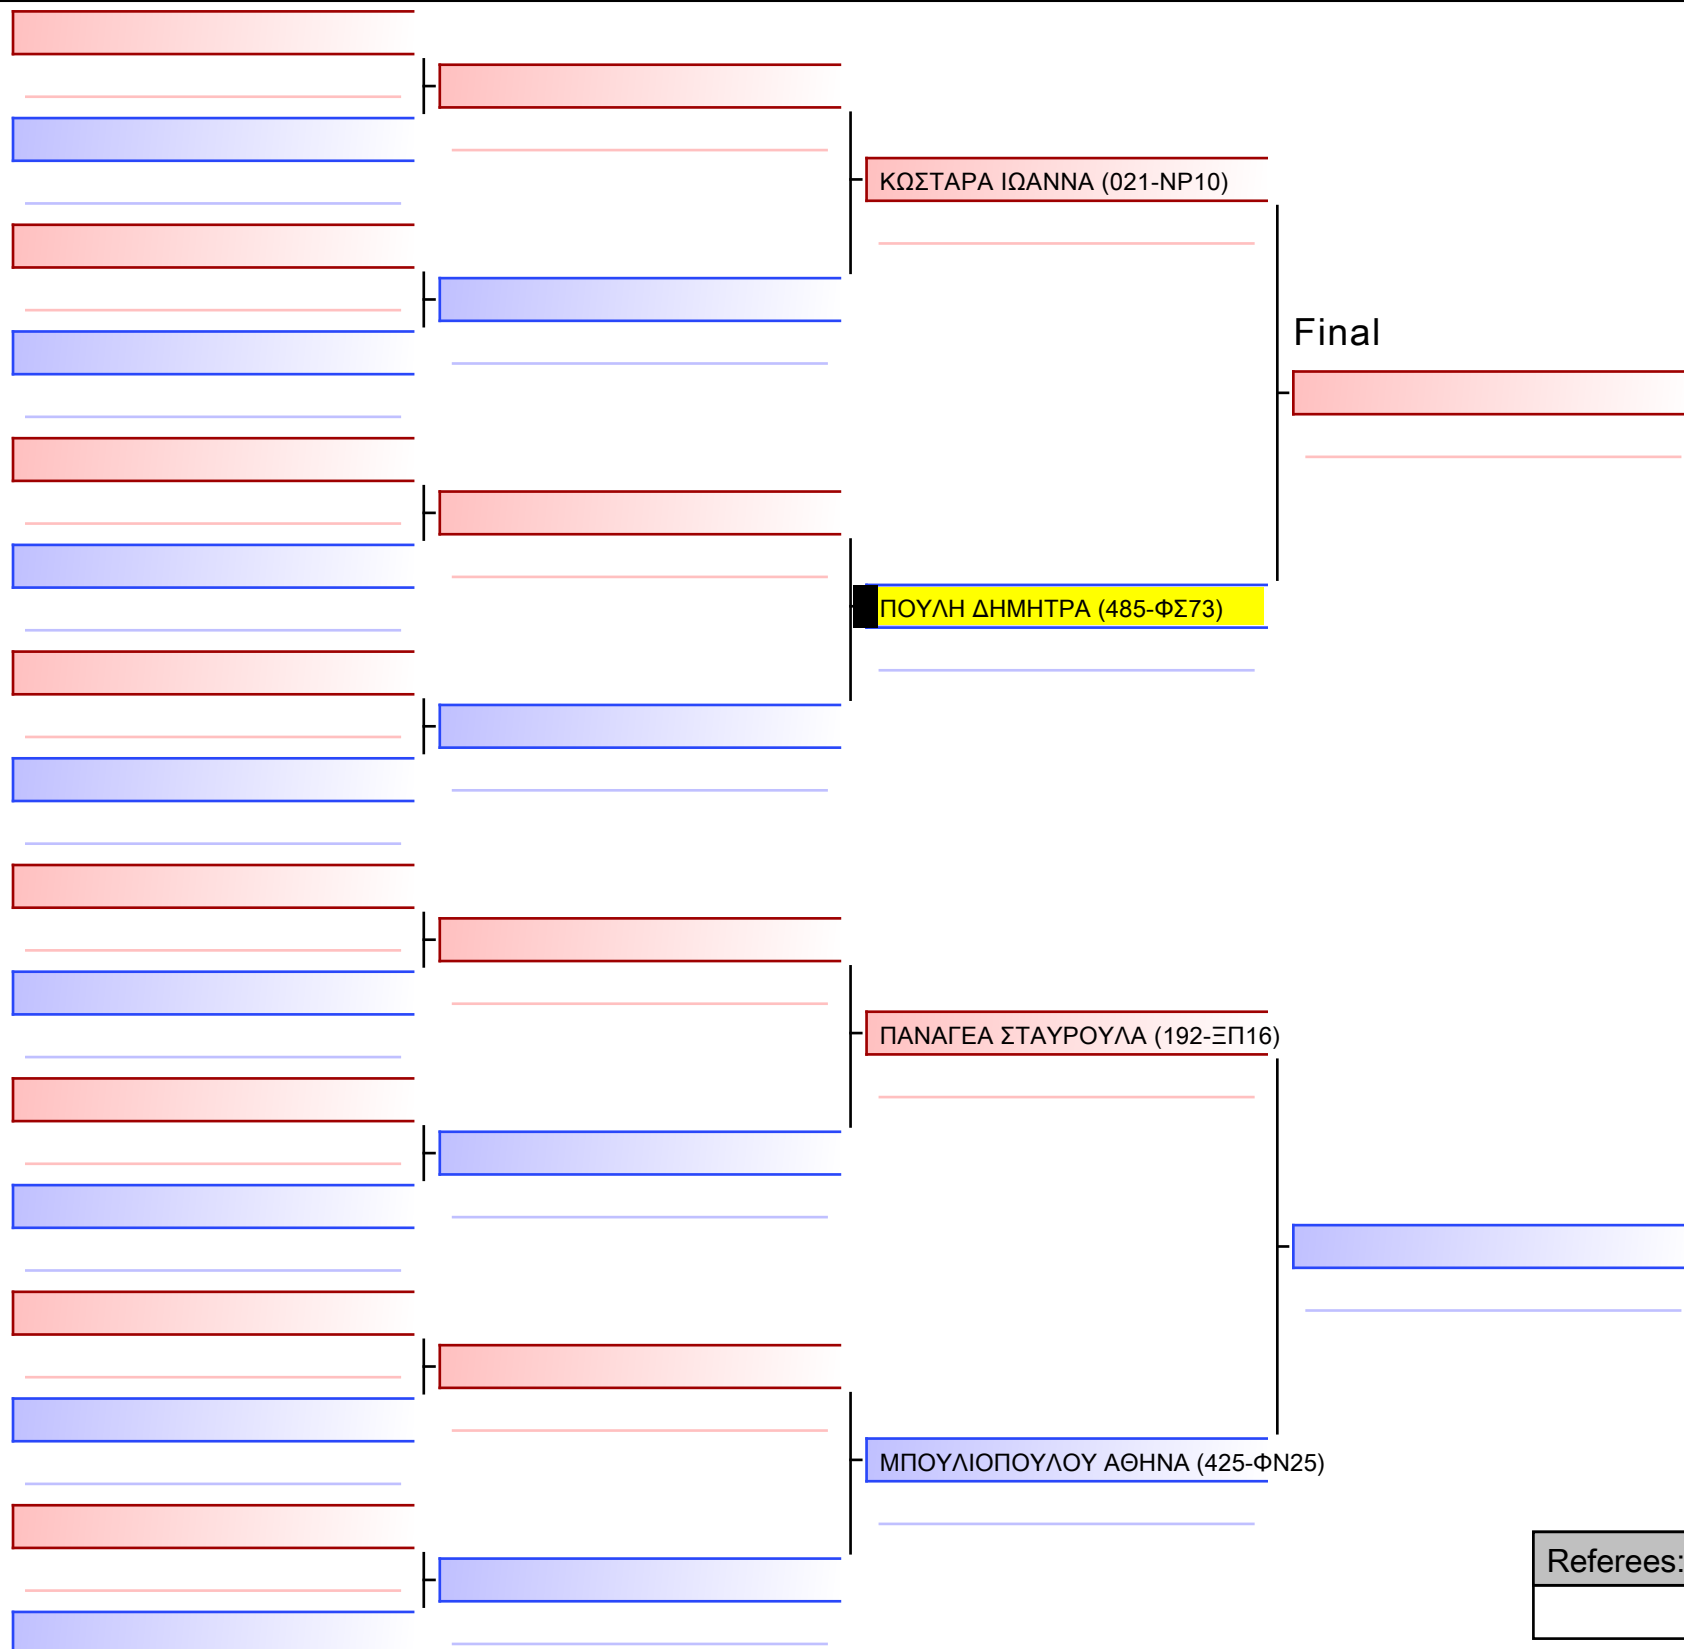 ΚΩΣΤΑΡΑ ΙΩΑΝΝΑ (021-ΝΡ10)
Final
ΠΟΥΛΗ ΔΗΜΗΤΡΑ (485-ΦΣ73)
ΠΑΝΑΓΕΑ ΣΤΑΥΡΟΥΛΑ (192-ΞΠ16)
ΜΠΟΥΛΙΟΠΟΥΛΟΥ ΑΘΗΝΑ (425-ΦΝ25)
Referees: